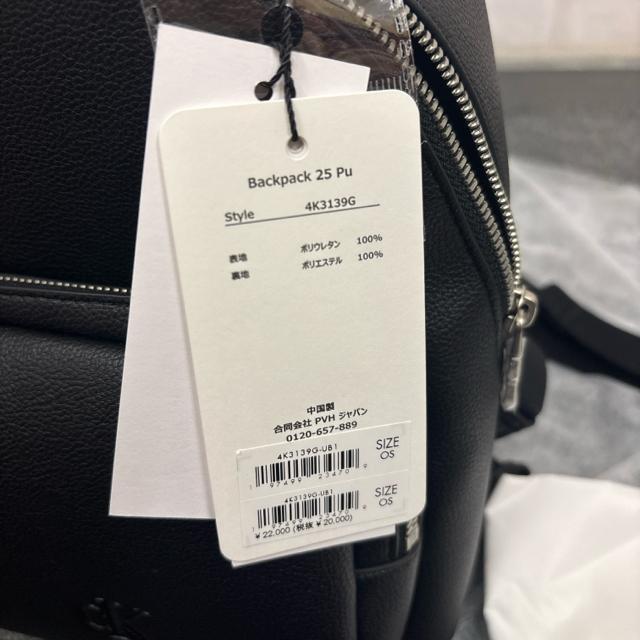 Backpack 25 Pu
Style 4K3139G
表地 ポリウレタン 100%
裏地 ポリエステル 100%
中国製
合同会社 PVH ジャパン
0120-657-889
4K3139G-UB1
SIZE
OS
4K3139G-UB1
SIZE
OS
¥22,000(税抜 ¥20,000)